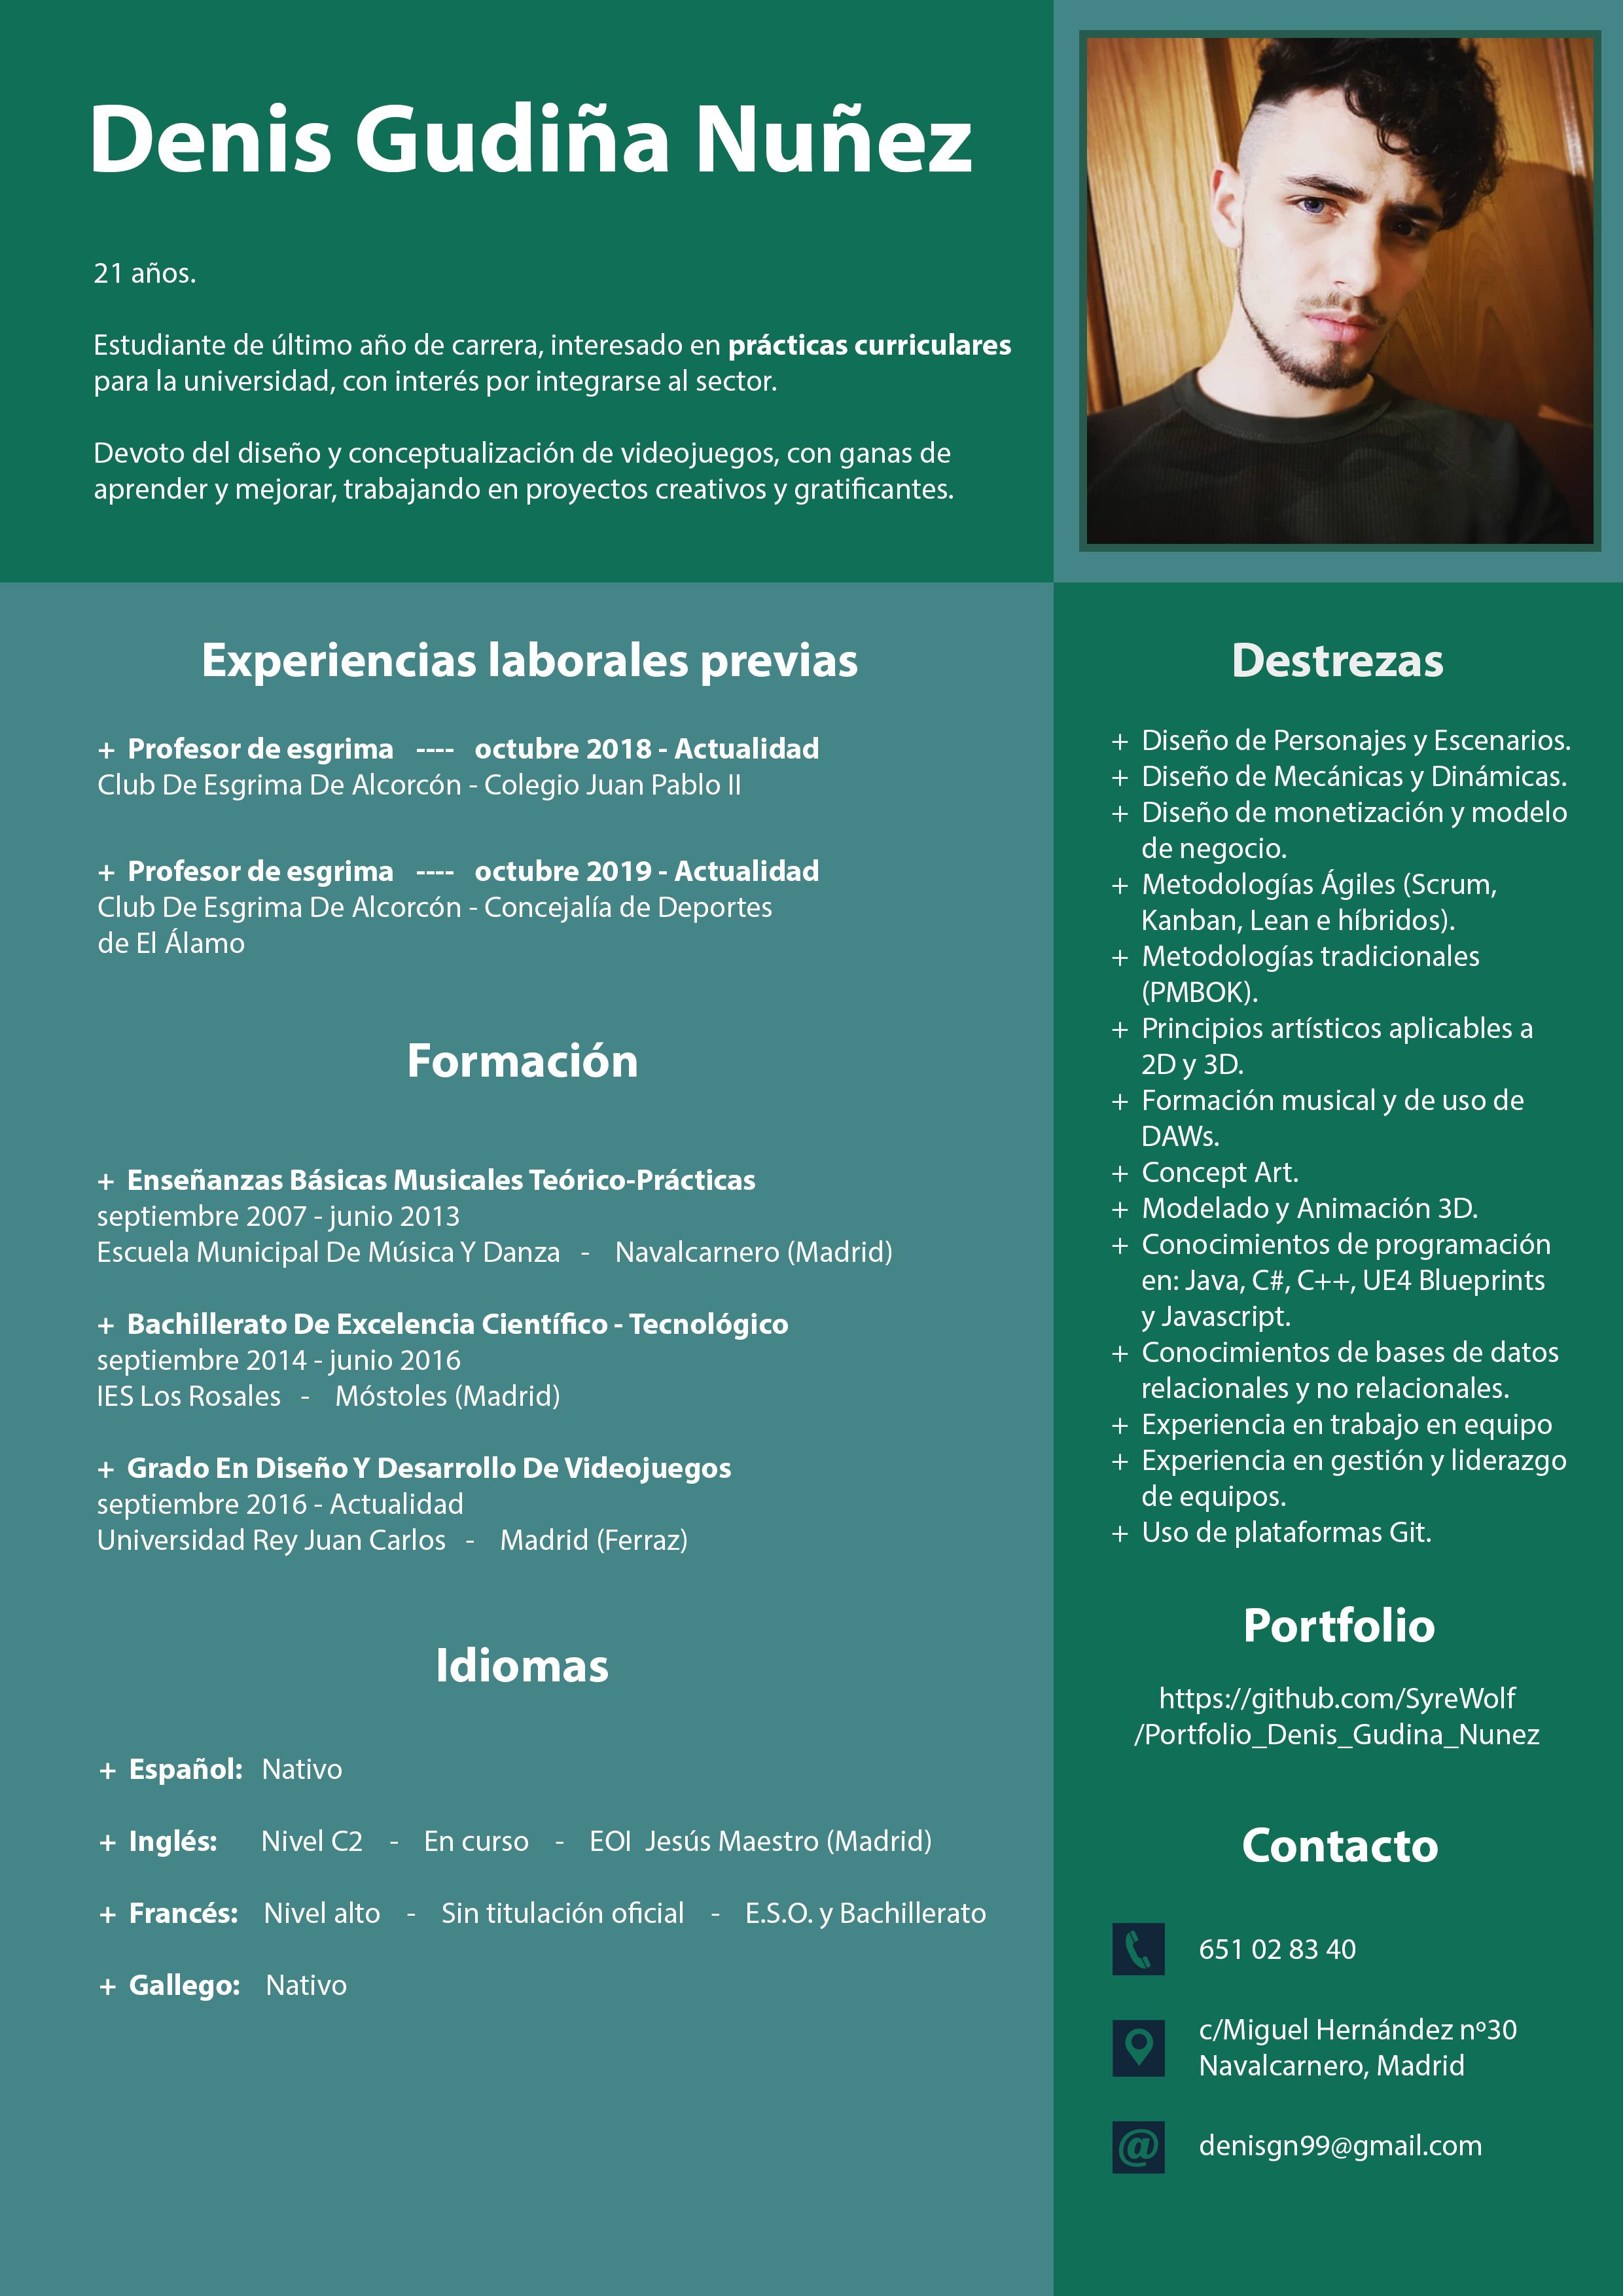 Denis Gudiña Nuñez
21 años.
Estudiante de último año de carrera, interesado en prácticas curriculares
para la universidad, con interés por integrarse al sector.
Devoto del diseño y conceptualización de videojuegos, con ganas de
aprender y mejorar, trabajando en proyectos creativos y gratificantes.
Experiencias laborales previas
+ Profesor de esgrima ---- octubre 2018 - Actualidad
Club De Esgrima De Alcorcón - Colegio Juan Pablo II
+ Profesor de esgrima ---- octubre 2019 - Actualidad
Club De Esgrima De Alcorcón - Concejalía de Deportes
de El Álamo
Formación
+ Enseñanzas Básicas Musicales Teórico-Prácticas
septiembre 2007 - junio 2013
Escuela Municipal De Música Y Danza - Navalcarnero (Madrid)
+ Bachillerato De Excelencia Científico - Tecnológico
septiembre 2014 - junio 2016
IES Los Rosales - Móstoles (Madrid)
+ Grado En Diseño Y Desarrollo De Videojuegos
septiembre 2016 - Actualidad
Universidad Rey Juan Carlos - Madrid (Ferraz)
Idiomas
+ Español: Nativo
+ Inglés: Nivel C2 - En curso - EOI Jesús Maestro (Madrid)
+ Francés: Nivel alto - Sin titulación oficial - E.S.O. y Bachillerato
+ Gallego: Nativo
Destrezas
+ Diseño de Personajes y Escenarios.
+ Diseño de Mecánicas y Dinámicas.
+ Diseño de monetización y modelo
de negocio.
+ Metodologías Ágiles (Scrum,
Kanban, Lean e híbridos).
+ Metodologías tradicionales
(PMBOK).
+ Principios artísticos aplicables a
2D y 3D.
+ Formación musical y de uso de
DAWs.
+ Concept Art.
+ Modelado y Animación 3D.
+ Conocimientos de programación
en: Java, C#, C++, UE4 Blueprints
y Javascript.
+ Conocimientos de bases de datos
relacionales y no relacionales.
+ Experiencia en trabajo en equipo
+ Experiencia en gestión y liderazgo
de equipos.
+ Uso de plataformas Git.
Portfolio
https://github.com/SyreWolf
/Portfolio_Denis_Gudina_Nunez
Contacto
651 02 83 40
c/Miguel Hernández nº30
Navalcarnero, Madrid
@ denisgn99@gmail.com